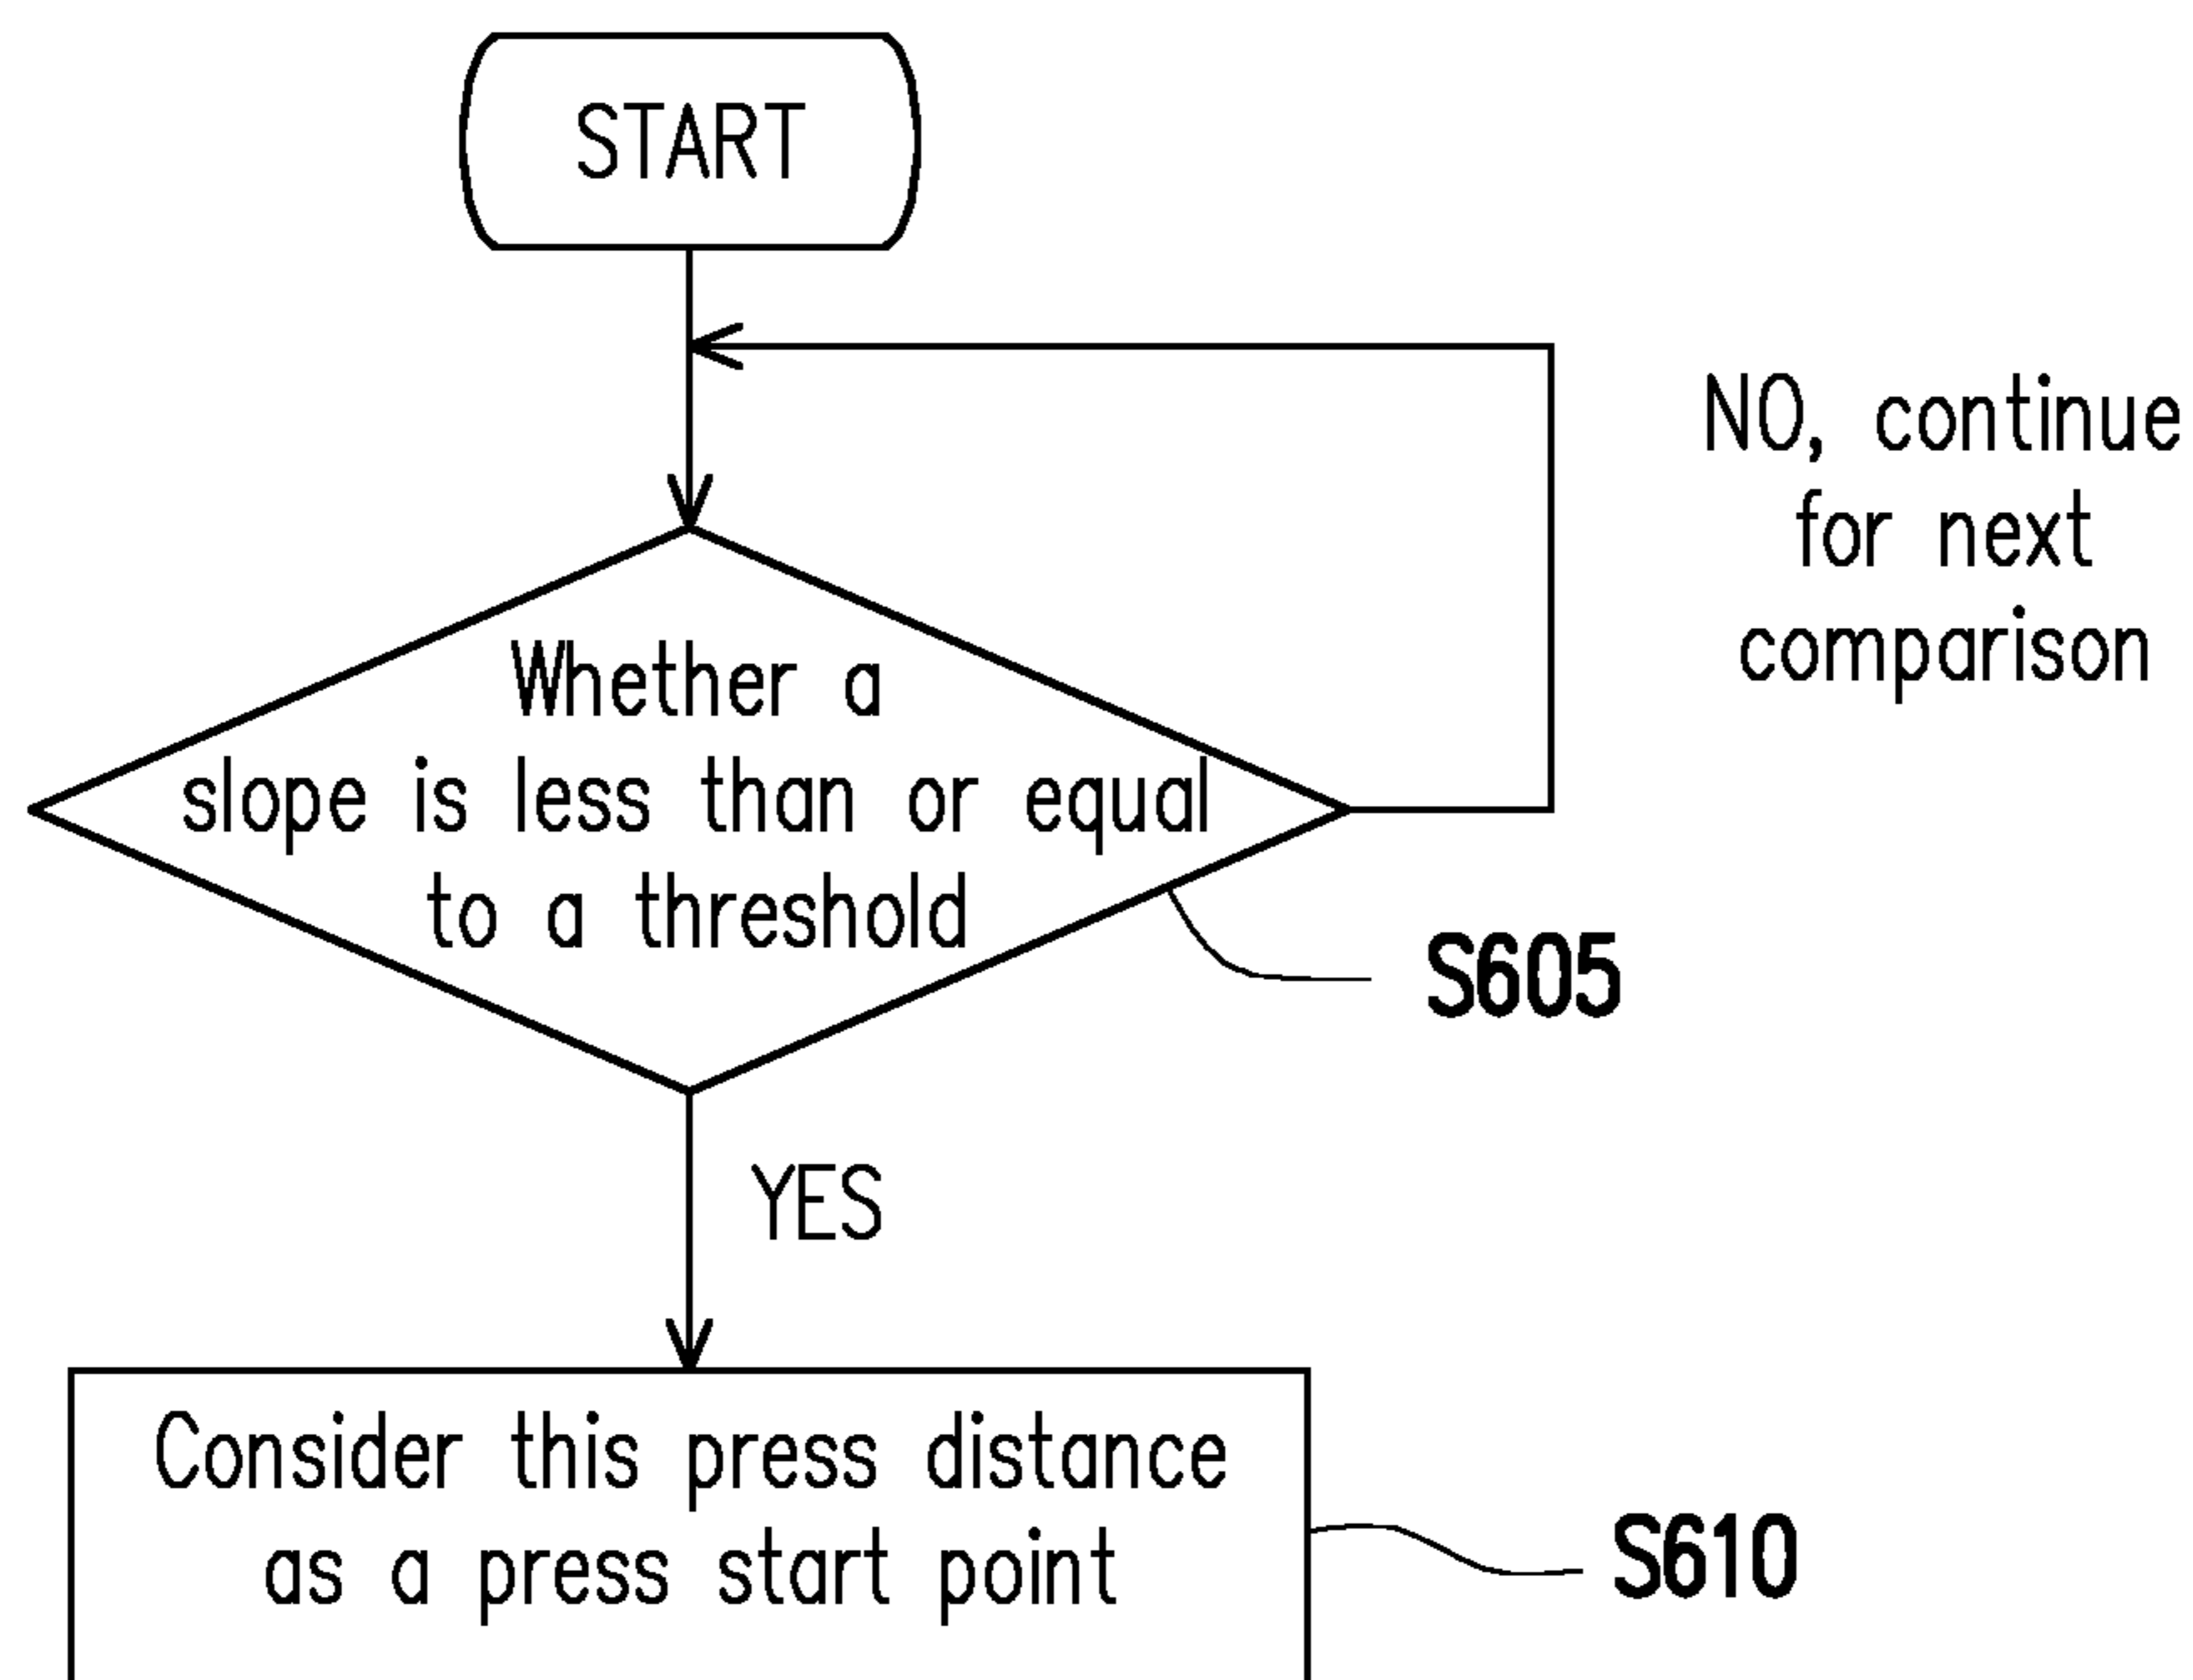 START
NO, continue
for next
comparison
Whether a
slope is less than or equal
to a threshold
S605
YES
Consider this press distance
as a press start point
S610